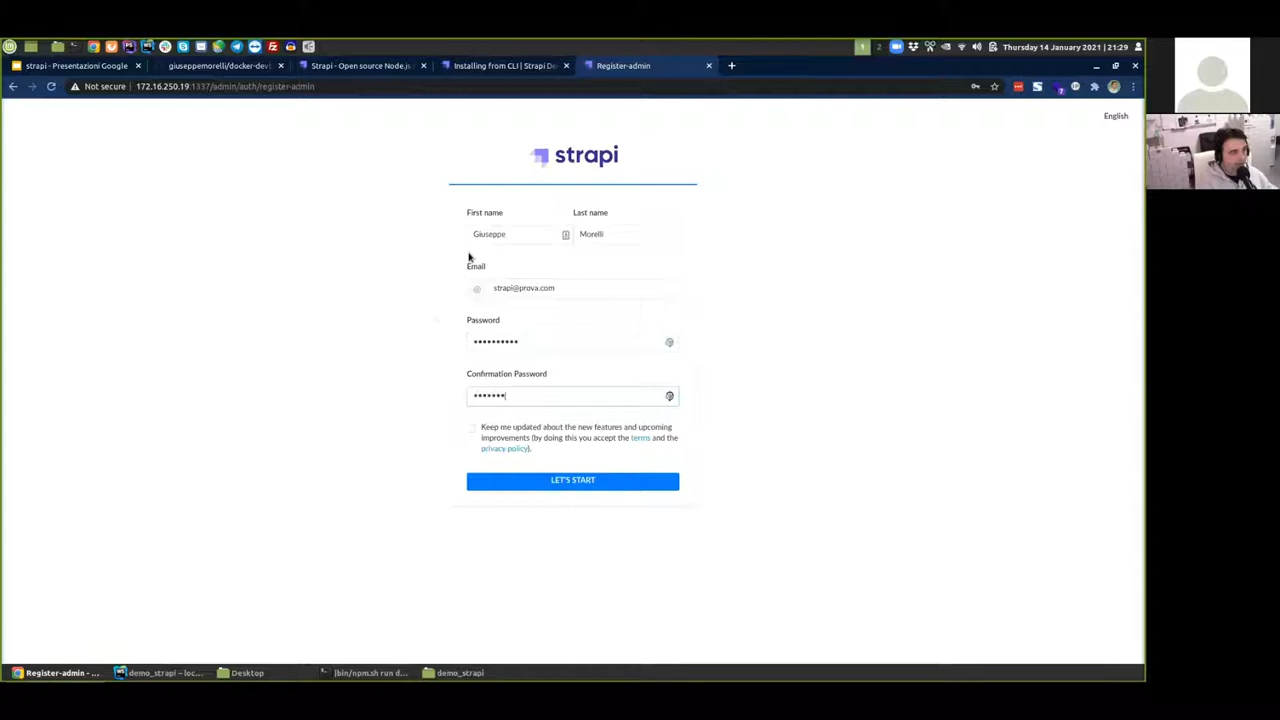 1
2
Thursday 14 January 2021 | 21:29
strapi - Presentazioni Google
giuseppemorelli/docker-dev
Strapi - Open source Node.js
Installing from CLI | Strapi De
Register-admin
Not secure
172.16.250.19:1337/admin/auth/register-admin
English
strapi
First name
Last name
Giuseppe
Morelli
Email
@
strapi@prova.com
Password
••••••••••
Confirmation Password
•••••••
Keep me updated about the new features and upcoming
improvements (by doing this you accept the terms and the
privacy policy).
LET'S START
Register-admin - ...
demo_strapi – loc...
Desktop
/bin/npm.sh run d...
demo_strapi